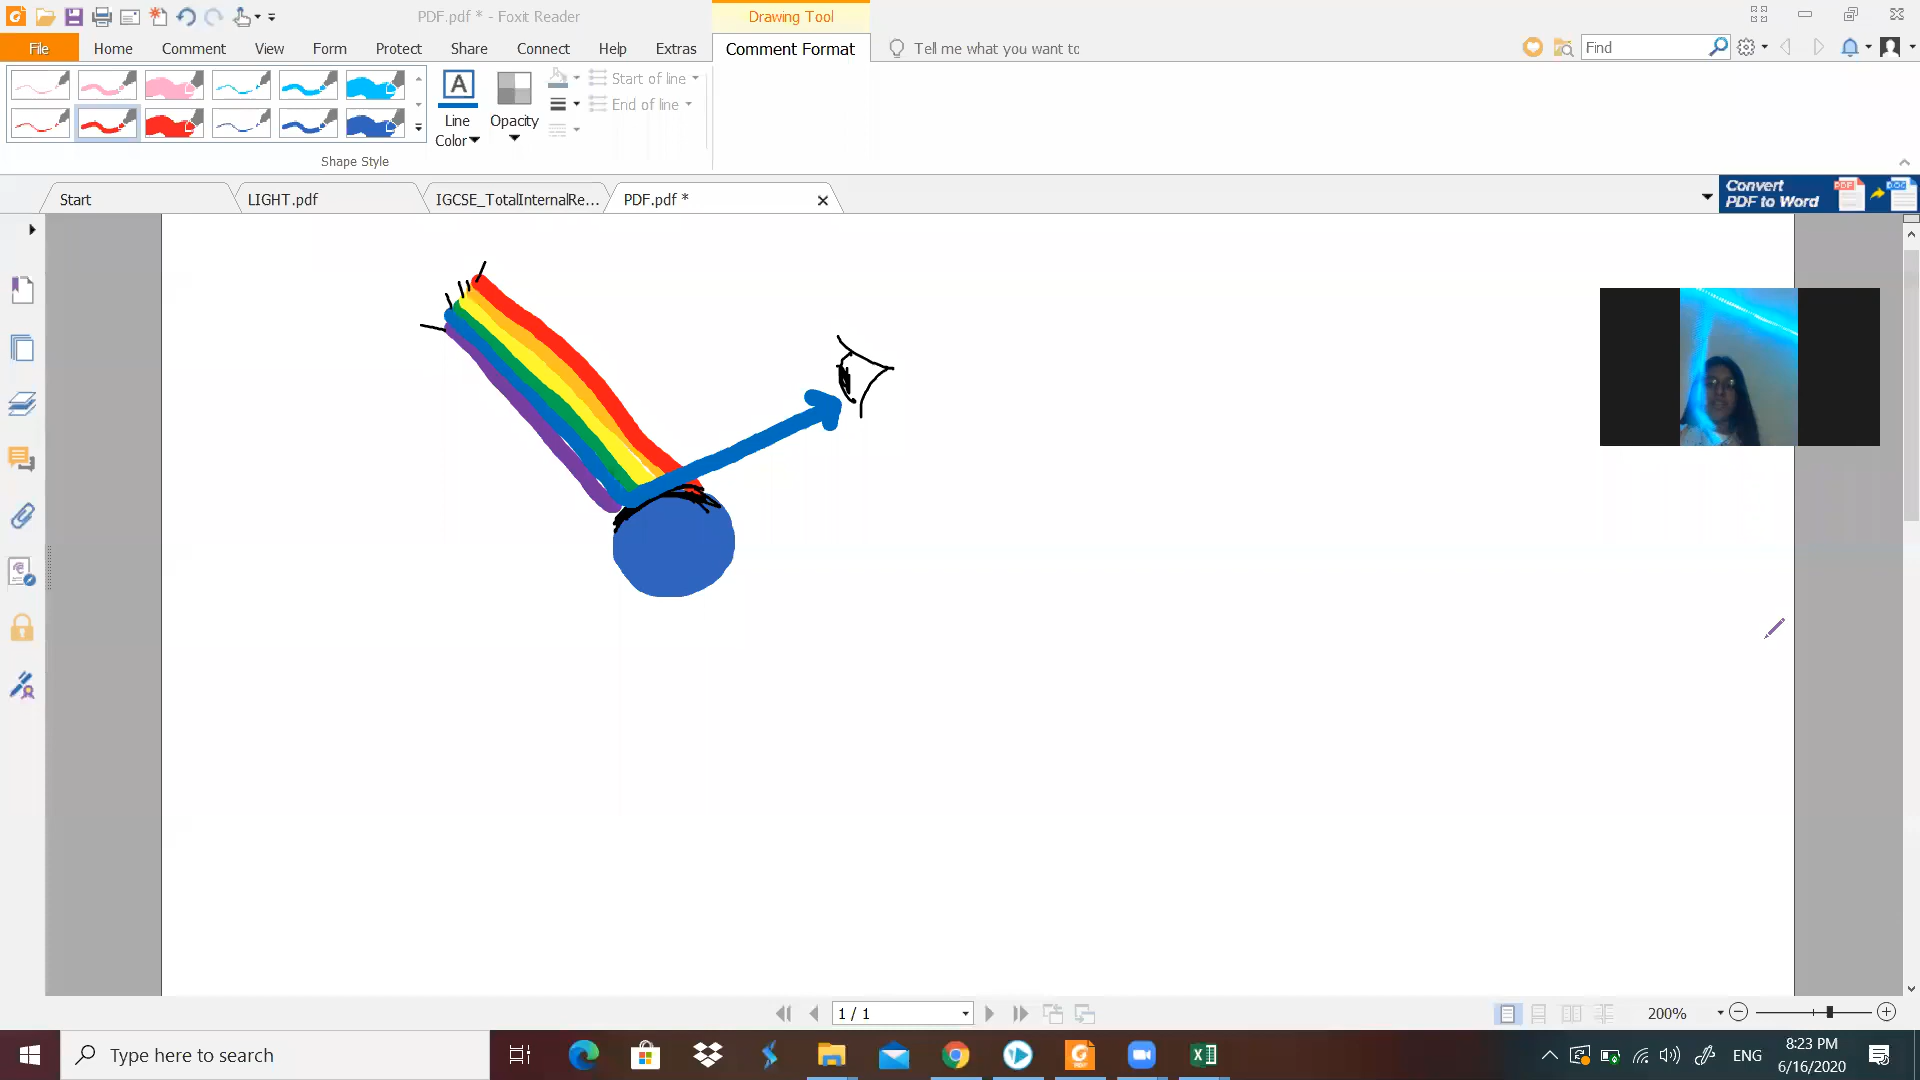 PDF.pdf * - Foxit Reader
Drawing Tool
File
Home
Comment
View
Form
Protect
Share
Connect
Help
Extras
Comment Format
Tell me what you want to
Find
A
Line
Color
Opacity
Start of line
End of line
Shape Style
Start
LIGHT.pdf
IGCSE_TotalInternalRe...
PDF.pdf *
Convert
PDF to Word
PDF
DOC
1 / 1
200%
Type here to search
ENG
8:23 PM
6/16/2020